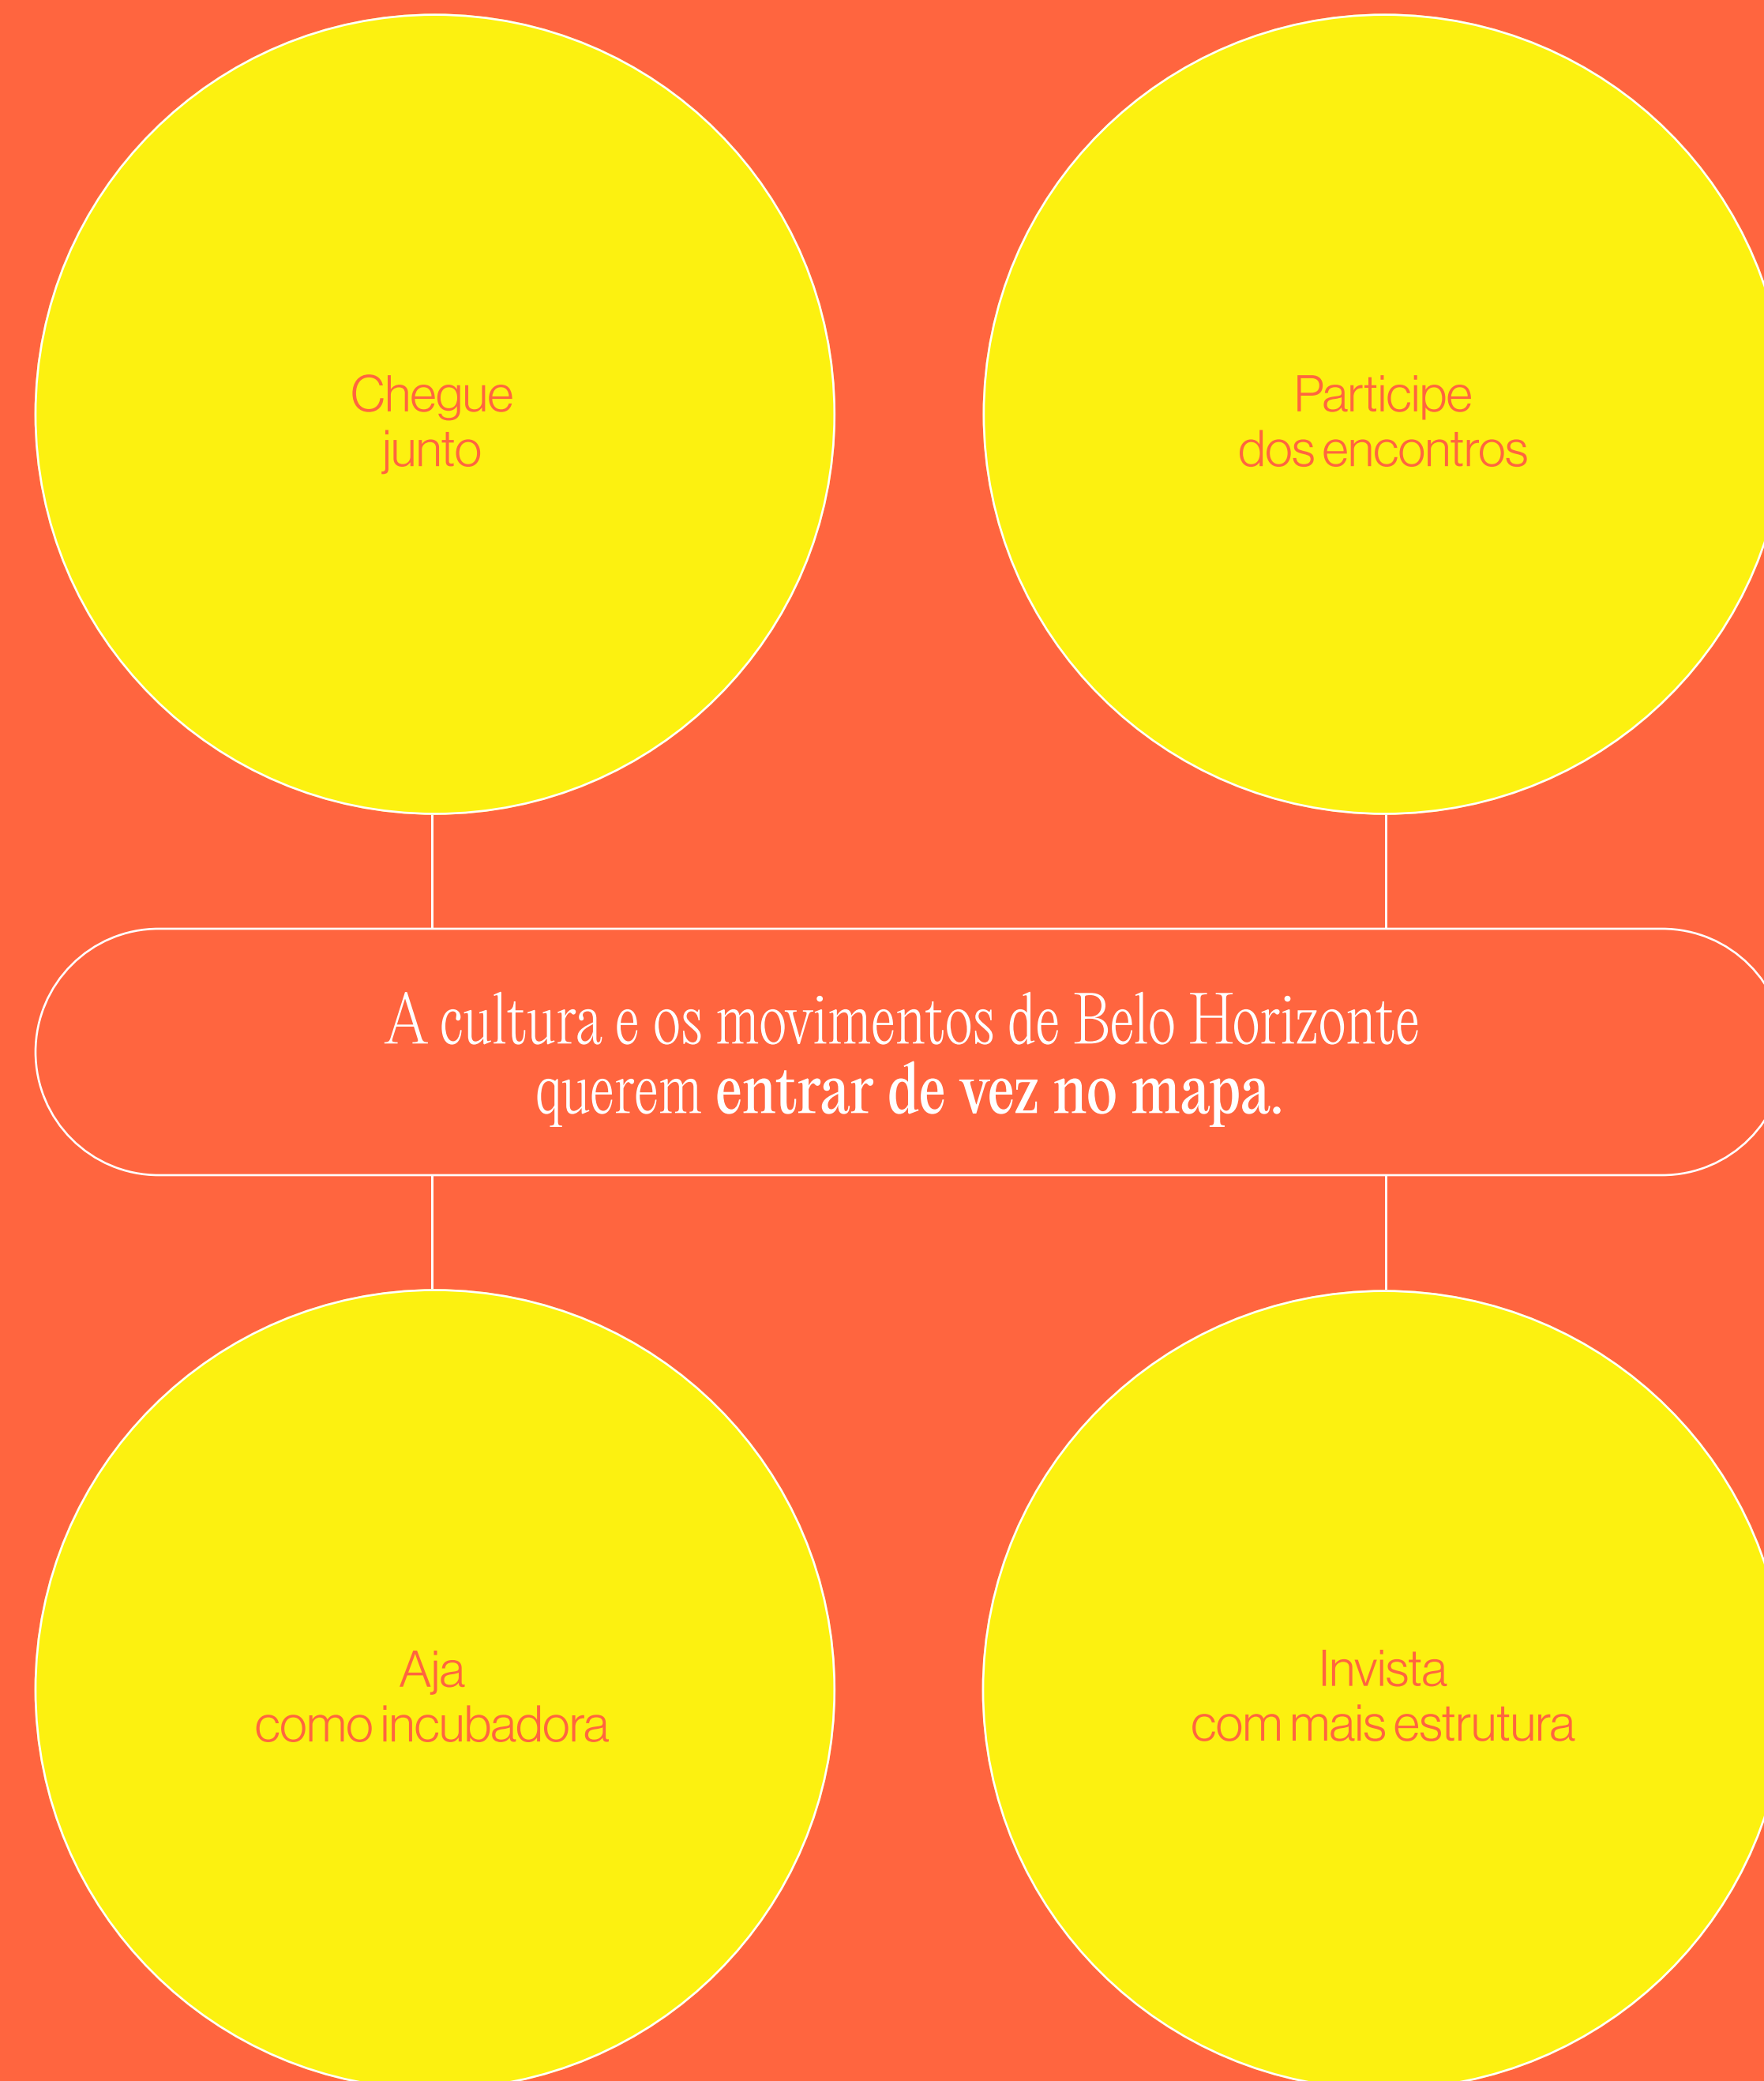 Chegue
junto
Participe
dos encontros
A cultura e os movimentos de Belo Horizonte
querem entrar de vez no mapa.
Aja
como incubadora
Invista
com mais estrutura